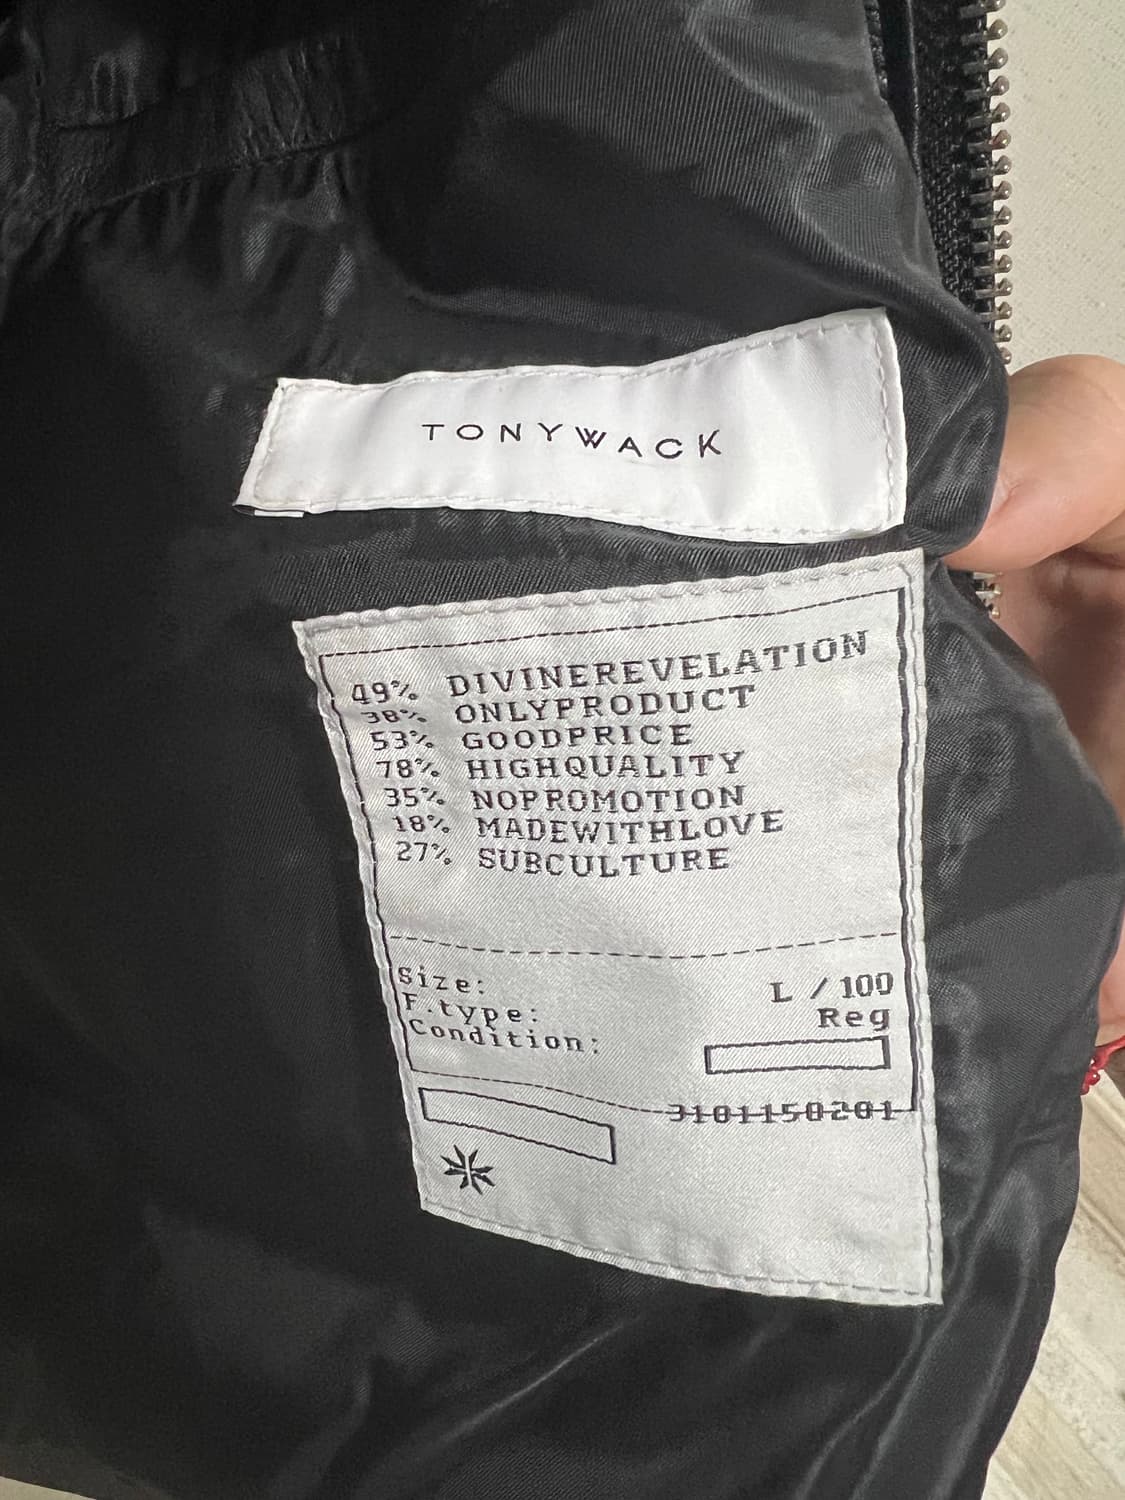 TONYWACK
49% DIVINEREVELATION
38% ONLYPRODUCT
53% GOODPRICE
78% HIGHQUALITY
35% NOPROMOTION
18% MADEWITHLOVE
27% SUBCULTURE
Size: L / 100
F.type: Reg
Condition:
3101150201